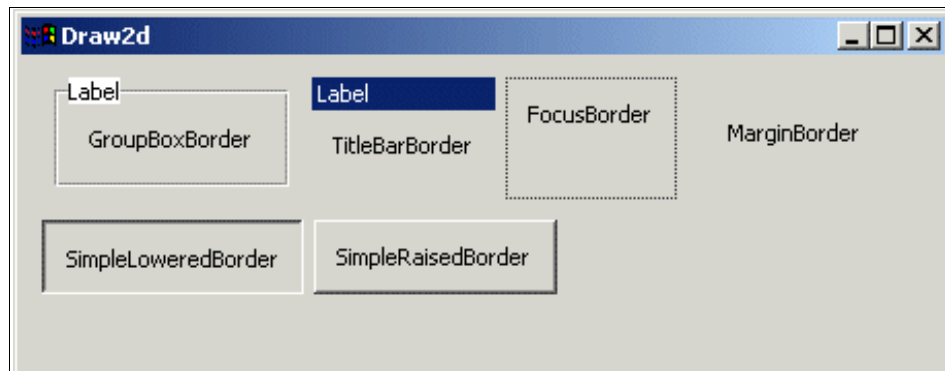 Draw2d
Label
GroupBoxBorder
Label
TitleBarBorder
FocusBorder
MarginBorder
SimpleLoweredBorder
SimpleRaisedBorder